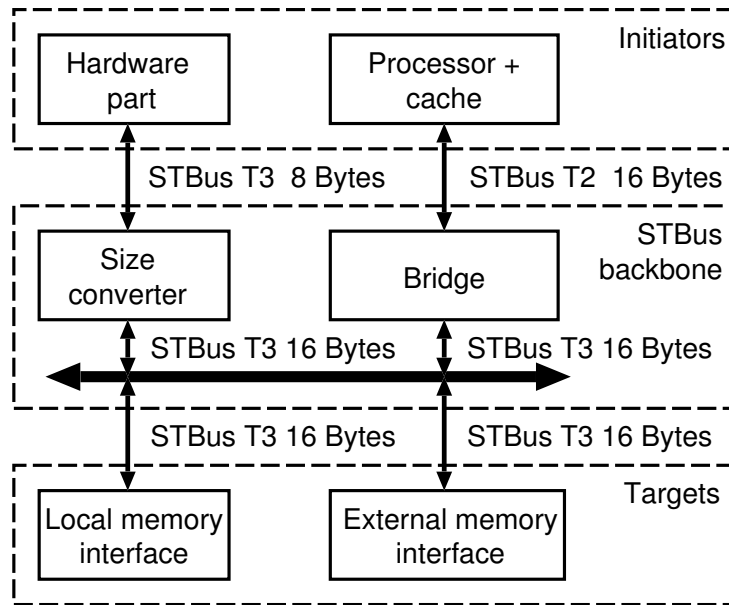 Initiators
Hardware
part
Processor +
cache
STBus T3  8 Bytes
STBus T2  16 Bytes
STBus
backbone
Size
converter
Bridge
STBus T3 16 Bytes
STBus T3 16 Bytes
STBus T3 16 Bytes
STBus T3 16 Bytes
Targets
Local memory
interface
External memory
interface